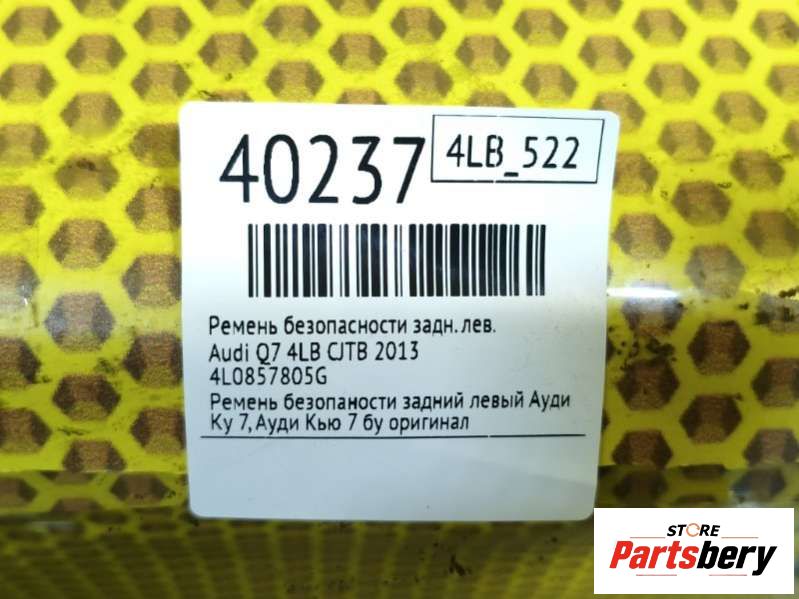 40237
4LB_522
Ремень безопасности задн. лев.
Audi Q7 4LB CJTB 2013
4L0857805G
Ремень безопаности задний левый Ауди
Ку 7, Ауди Кью 7 бу оригинал
STORE
Partsbery